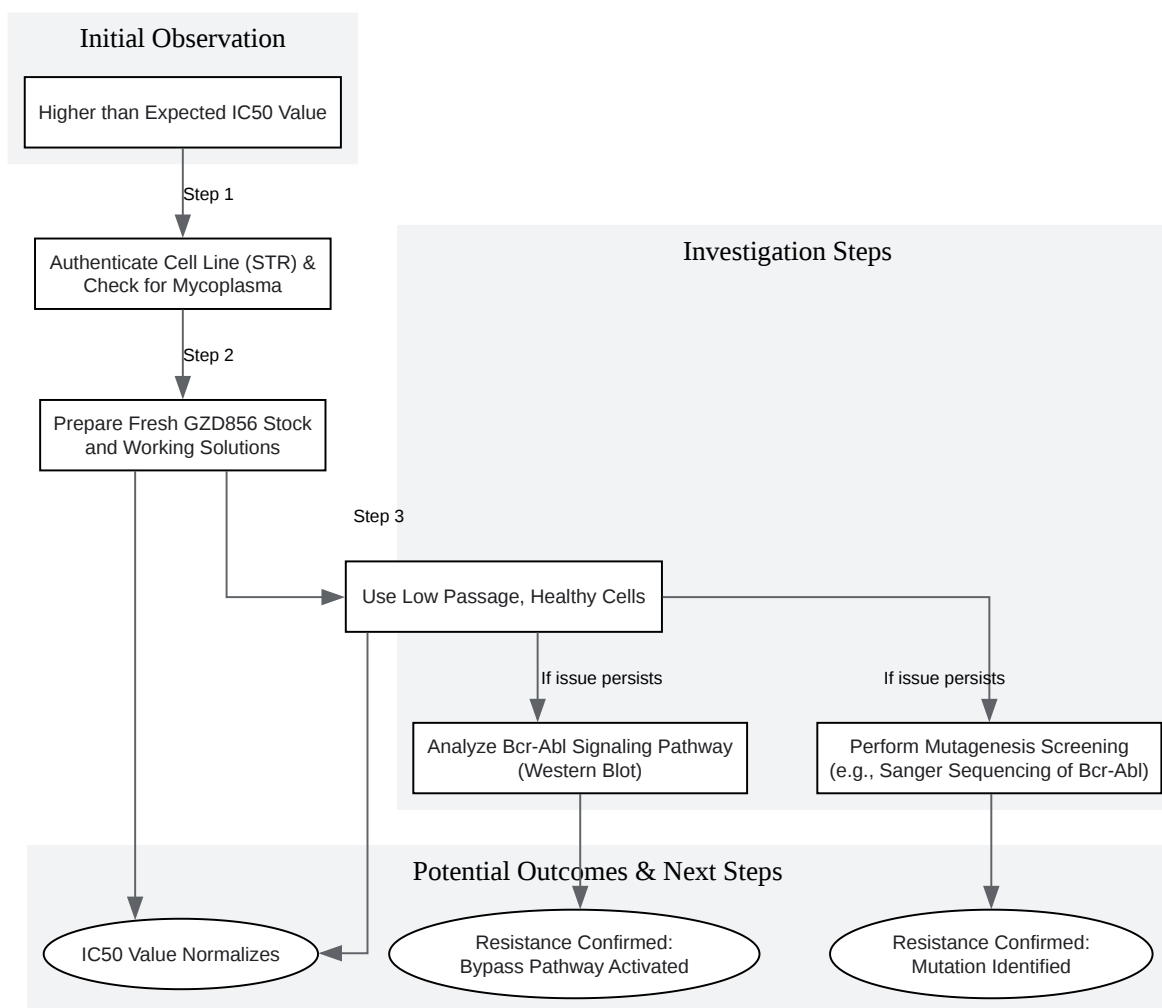 Initial Observation
Higher than Expected IC50 Value
Step 1
Authenticate Cell Line (STR) &
Check for Mycoplasma
Investigation Steps
Step 2
Prepare Fresh GZD856 Stock
and Working Solutions
Step 3
Use Low Passage, Healthy Cells
If issue persists
If issue persists
Analyze Bcr-Abl Signaling Pathway
(Western Blot)
Perform Mutagenesis Screening
(e.g., Sanger Sequencing of Bcr-Abl)
Potential Outcomes & Next Steps
IC50 Value Normalizes
Resistance Confirmed:
Bypass Pathway Activated
Resistance Confirmed:
Mutation Identified